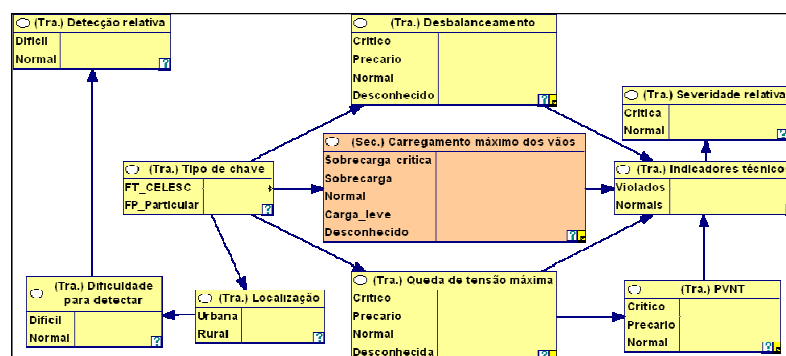 (Tra.) Detecção relativa
Dificil
Normal
(Tra.) Desbalanceamento
Critico
Precario
Normal
Desconhecido
(Tra.) Severidade relativa
Critica
Normal
(Sec.) Carregamento máximo dos vãos
Sobrecarga_critica
Sobrecarga
Normal
Carga_leve
Desconhecido
(Tra.) Tipo de chave
FT_CELESC
FP_Particular
(Tra.) Indicadores técnico
Violados
Normais
(Tra.) Dificuldade
para detectar
Dificil
Normal
(Tra.) Localização
Urbana
Rural
(Tra.) Queda de tensão máxima
Critico
Precario
Normal
Desconhecida
(Tra.) PVNT
Critico
Precario
Normal